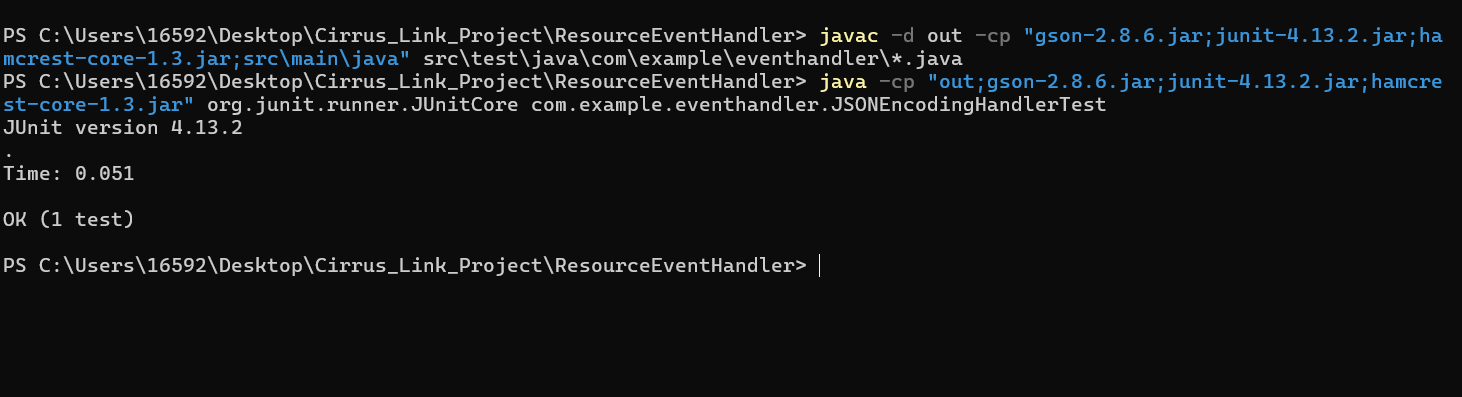 PS C:\Users\16592\Desktop\Cirrus_Link_Project\ResourceEventHandler> javac -d out -cp "gson-2.8.6.jar;junit-4.13.2.jar;ha
mcrest-core-1.3.jar;src\main\java" src\test\java\com\example\eventhandler\*.java
PS C:\Users\16592\Desktop\Cirrus_Link_Project\ResourceEventHandler> java -cp "out;gson-2.8.6.jar;junit-4.13.2.jar;hamcre
st-core-1.3.jar" org.junit.runner.JUnitCore com.example.eventhandler.JSONEncodingHandlerTest
JUnit version 4.13.2
.
Time: 0.051
OK (1 test)
PS C:\Users\16592\Desktop\Cirrus_Link_Project\ResourceEventHandler>